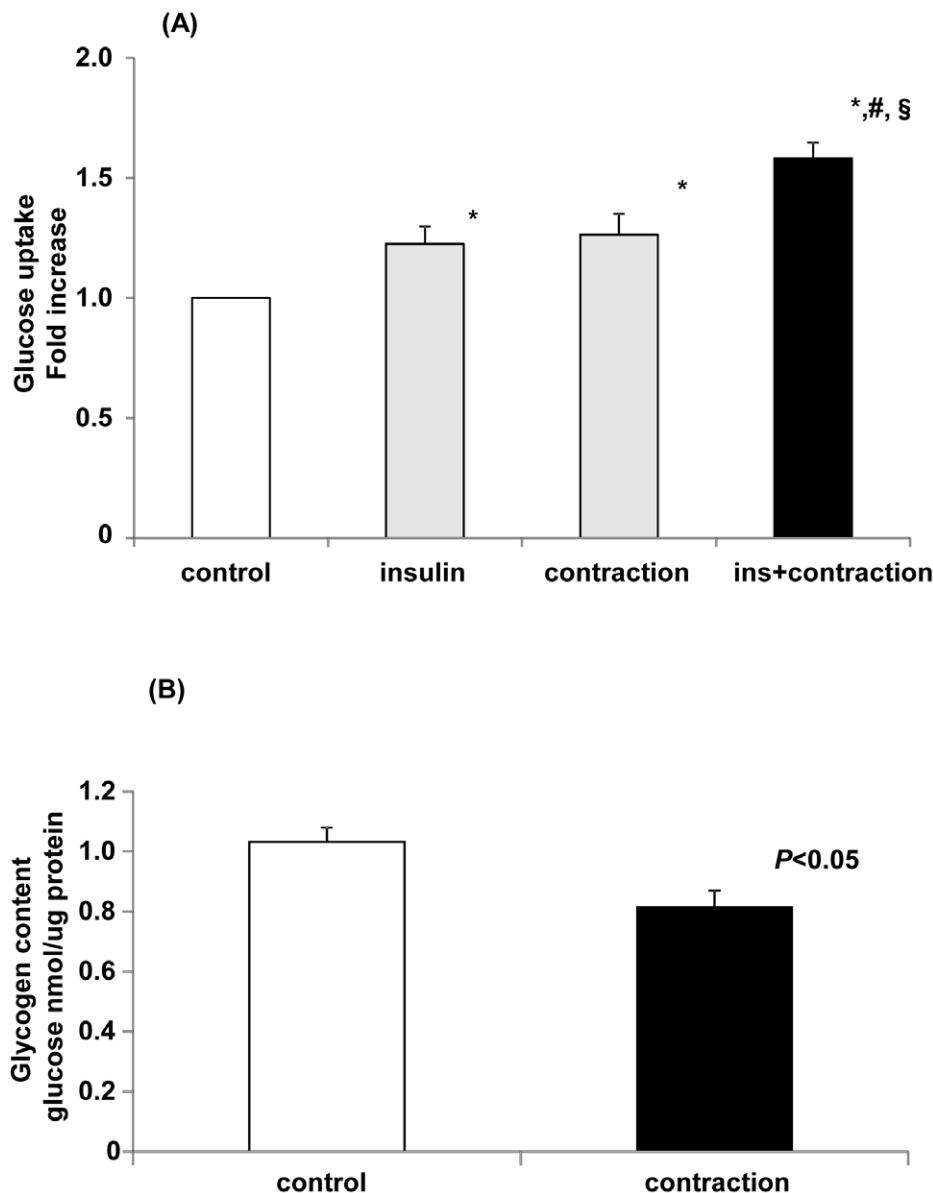 (A)
2.0
*,#, §
1.5
*
*
1.0
0.5
0
Glucose uptake
Fold increase
control
insulin
contraction
ins+contraction
(B)
1.2
1.0
P<0.05
0.8
0.6
0.4
0.2
0
Glycogen content
glucose nmol/ug protein
control
contraction